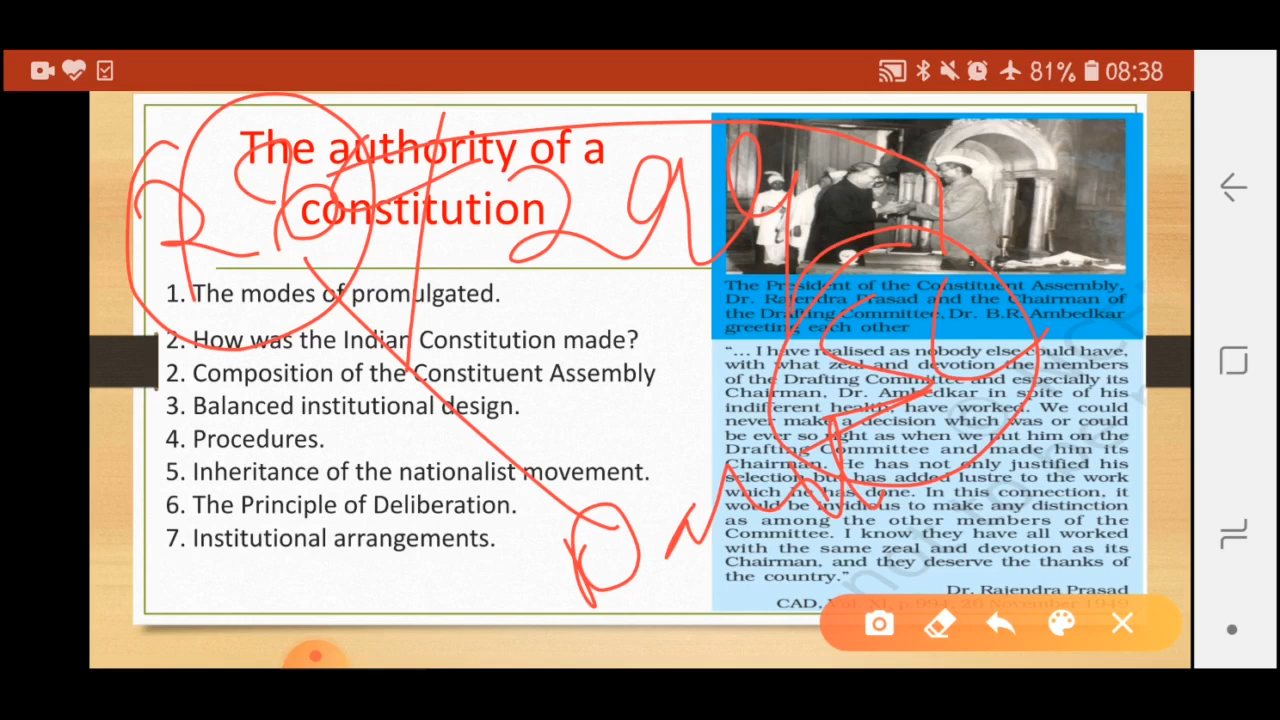 81% 08:38
The authority of a
constitution
1. The modes of promulgated.
2. How was the Indian Constitution made?
2. Composition of the Constituent Assembly
3. Balanced institutional design.
4. Procedures.
5. Inheritance of the nationalist movement.
6. The Principle of Deliberation.
7. Institutional arrangements.
The President of the Constituent Assembly,
Dr. Rajendra Prasad and the Chairman of
the Drafting Committee, Dr. B.R. Ambedkar
greeting each other
“... I have realised as nobody else could have,
with what zeal and devotion the members
of the Drafting Committee and especially its
Chairman, Dr. Ambedkar in spite of his
indifferent health, have worked. We could
never make a decision which was or could
be ever so right as when we put him on the
Drafting Committee and made him its
Chairman. He has not only justified his
selection but has added lustre to the work
which he has done. In this connection, it
would be invidious to make any distinction
as among the other members of the
Committee. I know they have all worked
with the same zeal and devotion as its
Chairman, and they deserve the thanks of
the country.”
Dr. Rajendra Prasad
CAD, Vol. XI, p 994, 26 November 1949
299